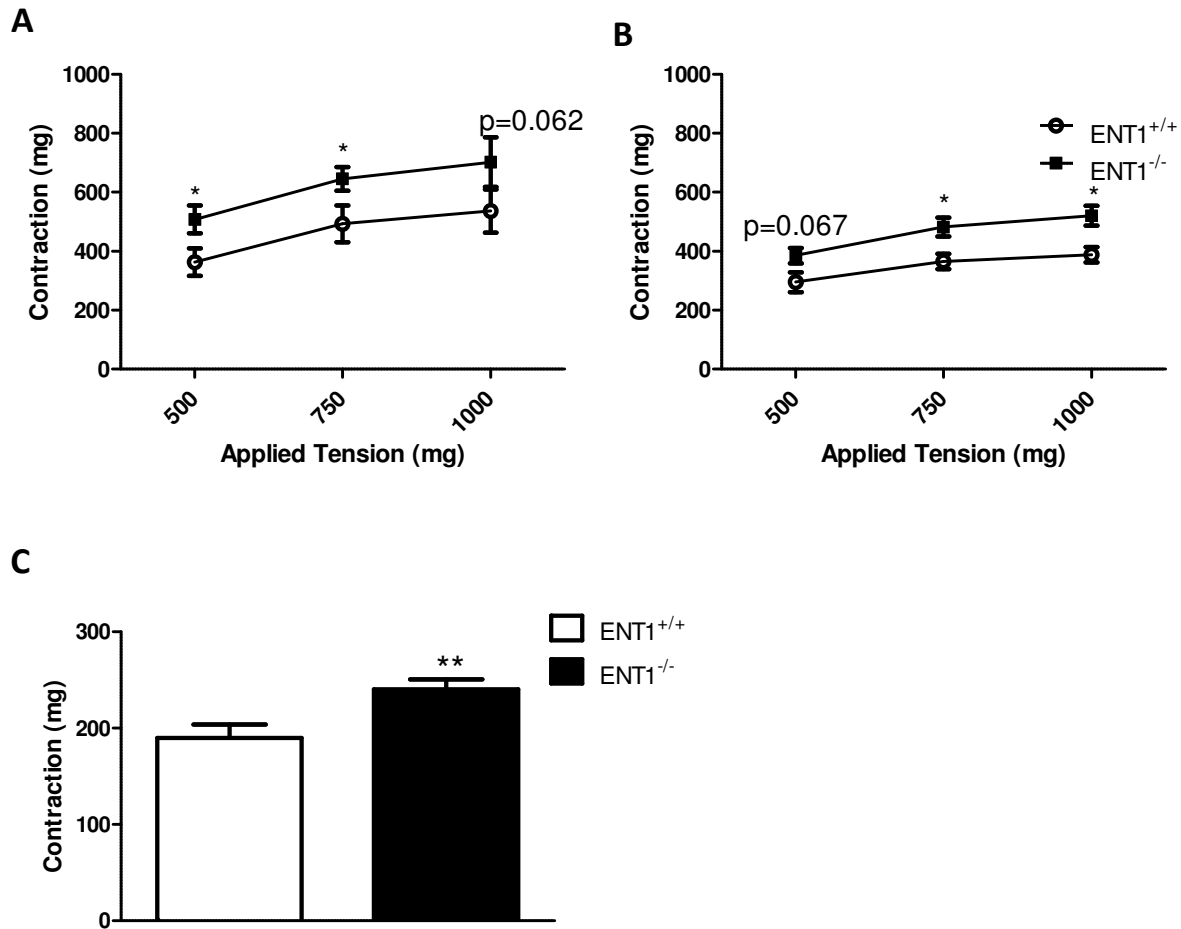 A
1000
800
600
400
200
0
Contraction (mg)
*
*
p=0.062
500
750
1000
Applied Tension (mg)
B
1000
800
600
400
200
0
Contraction (mg)
p=0.067
*
*
ENT1+/+
ENT1-/-
500
750
1000
Applied Tension (mg)
C
300
200
100
0
Contraction (mg)
**
ENT1+/+
ENT1-/-